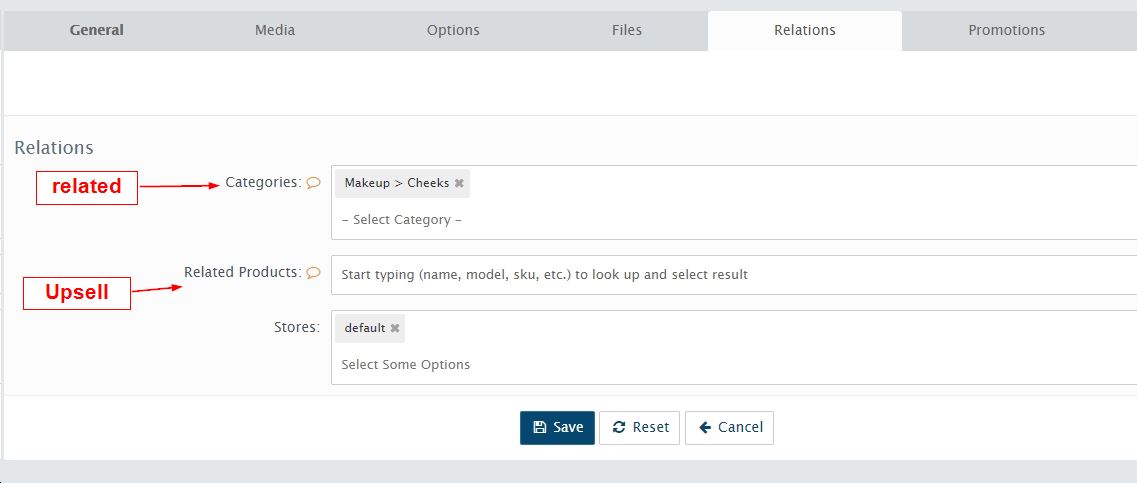 General Media Options Files Relations Promotions
Relations
related
Categories:
Makeup > Cheeks ✖
– Select Category –
Upsell
Related Products:
Start typing (name, model, sku, etc.) to look up and select result
Stores:
default ✖
Select Some Options
Save Reset Cancel